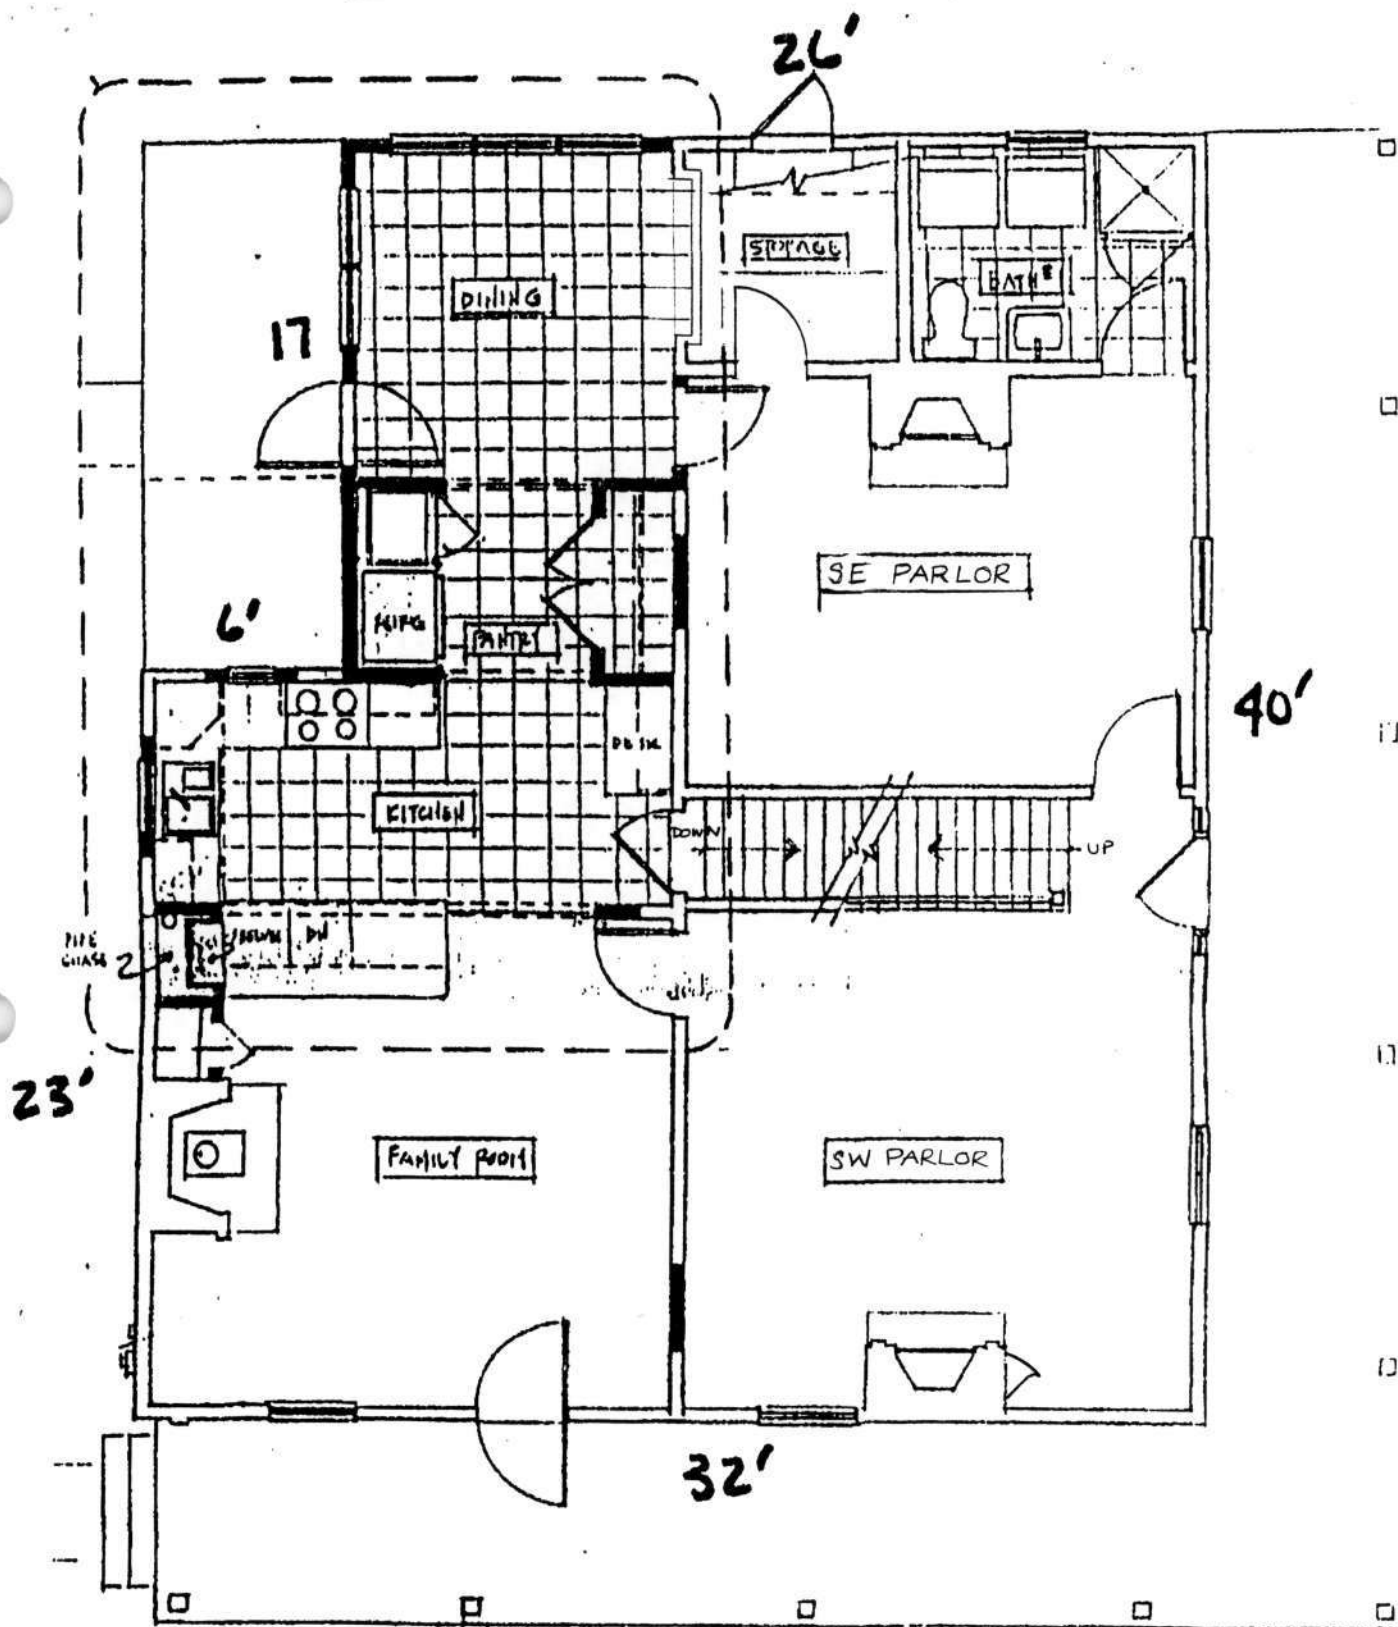 26'
STORAGE
BATH
DINING
17
SE PARLOR
REFG
PANTRY
6'
40'
DESK
KITCHEN
DOWN
UP
PIPE
CHASE
DW
23'
FAMILY ROOM
SW PARLOR
32'